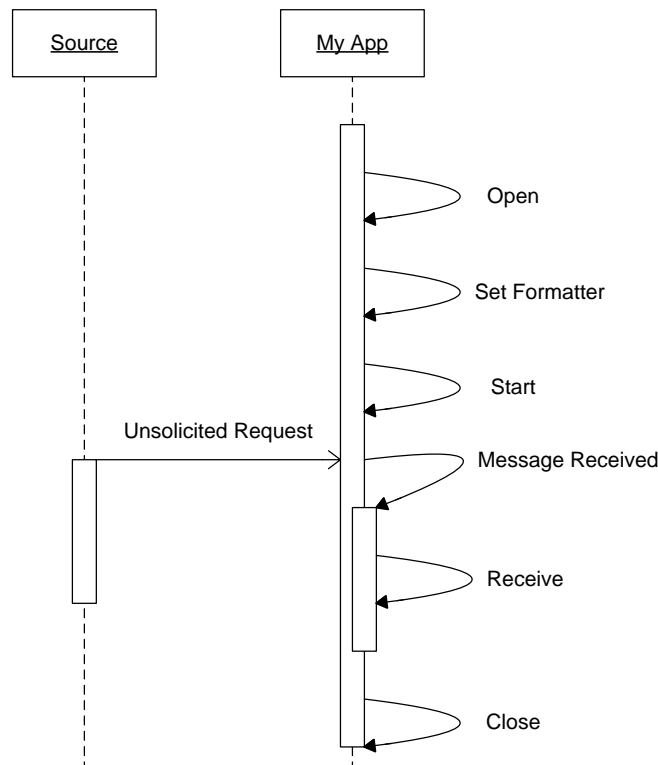 Source
My App
Open
Set Formatter
Start
Unsolicited Request
Message Received
Receive
Close